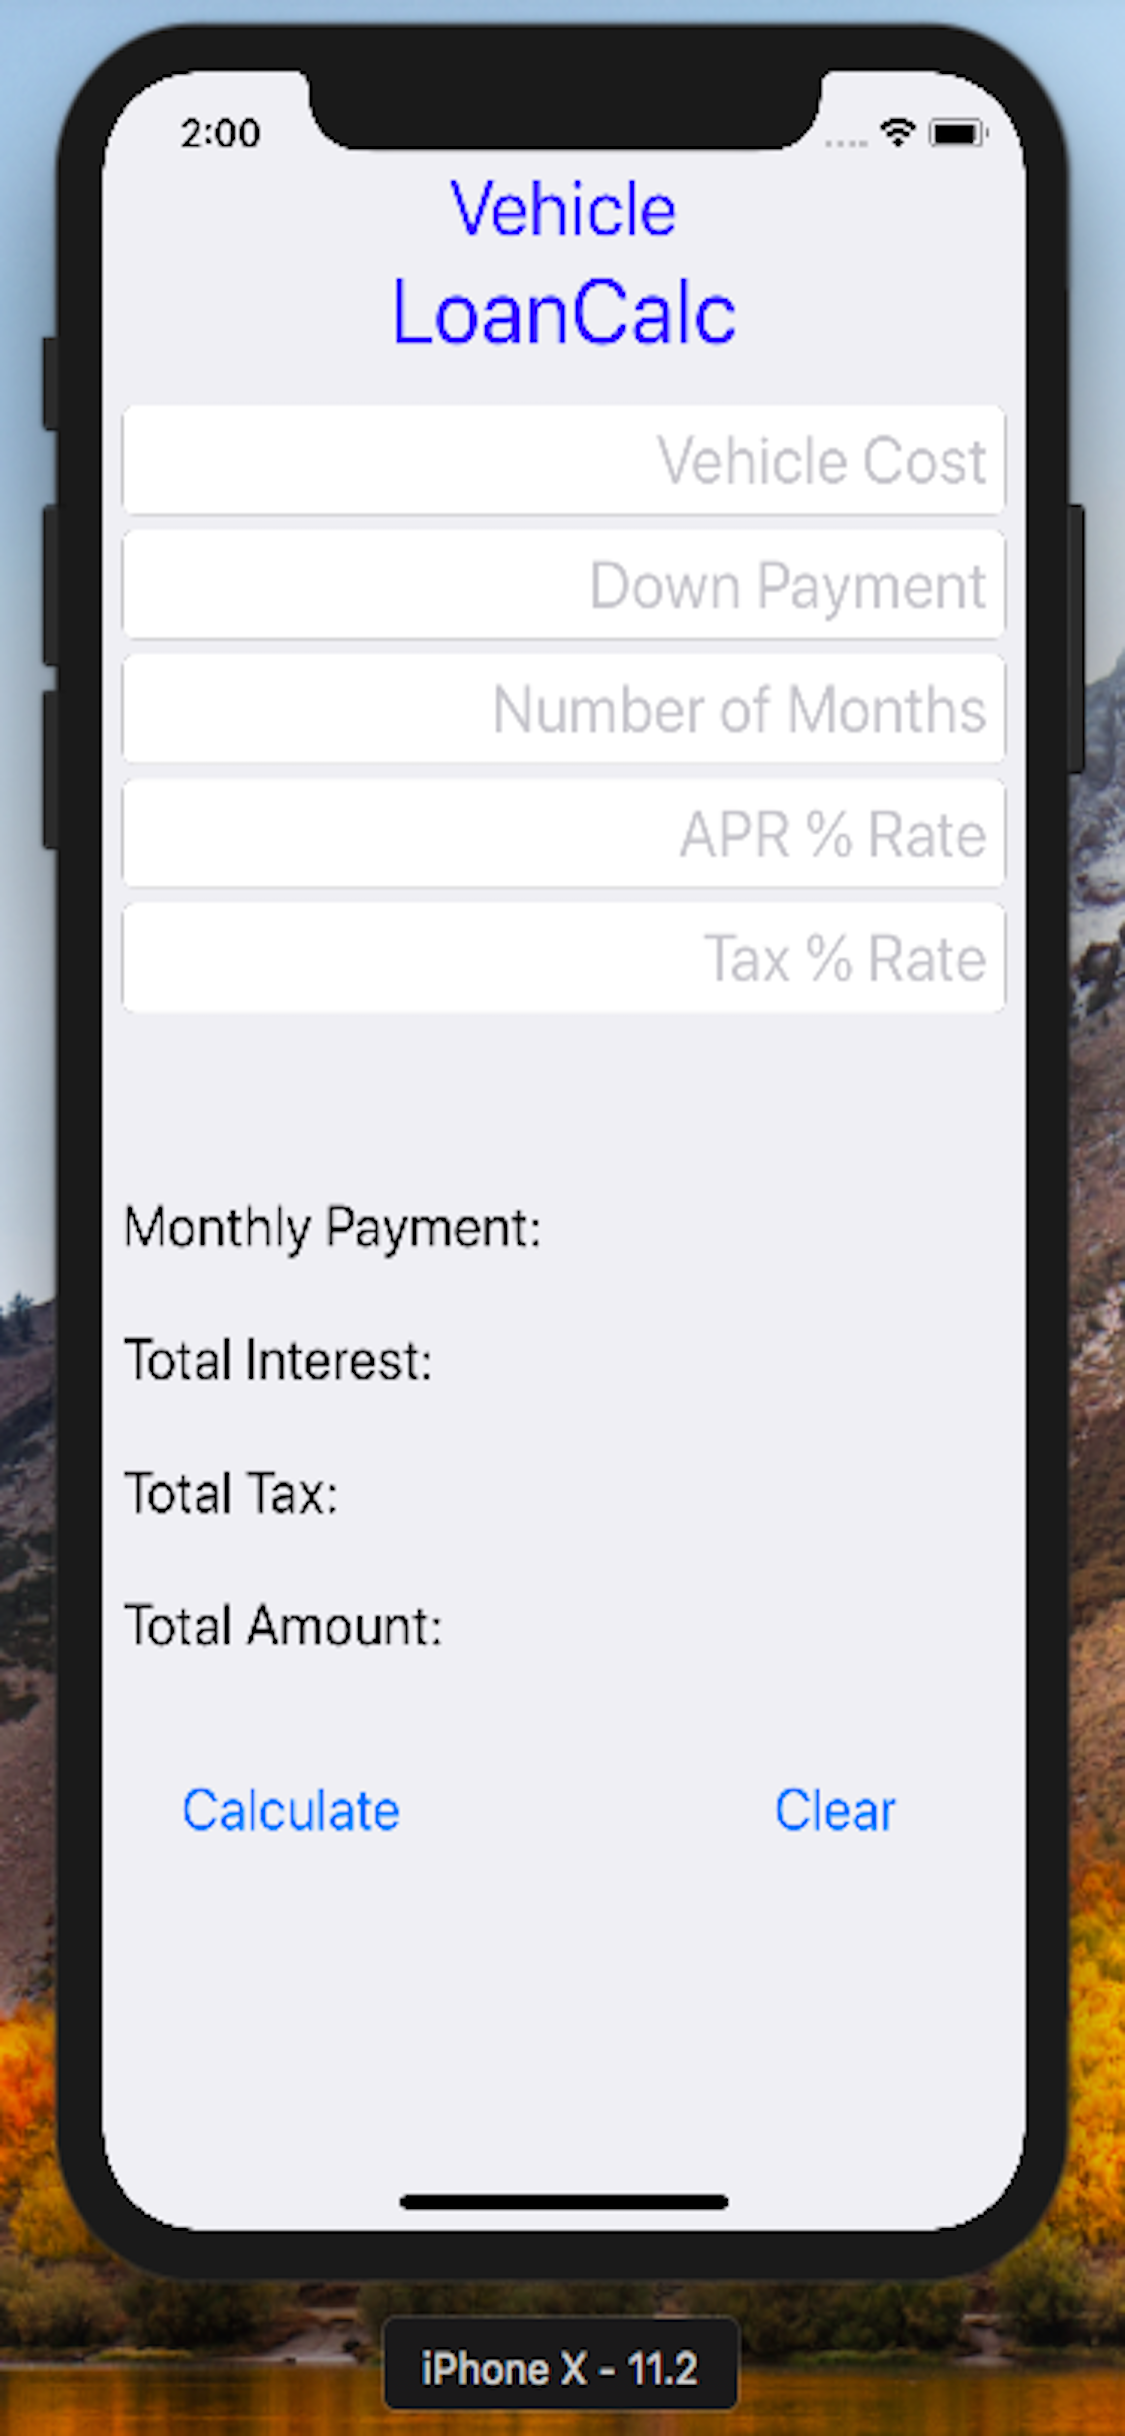 2:00
Vehicle
LoanCalc
Vehicle Cost
Down Payment
Number of Months
APR % Rate
Tax % Rate
Monthly Payment:
Total Interest:
Total Tax:
Total Amount:
Calculate
Clear
iPhone X - 11.2